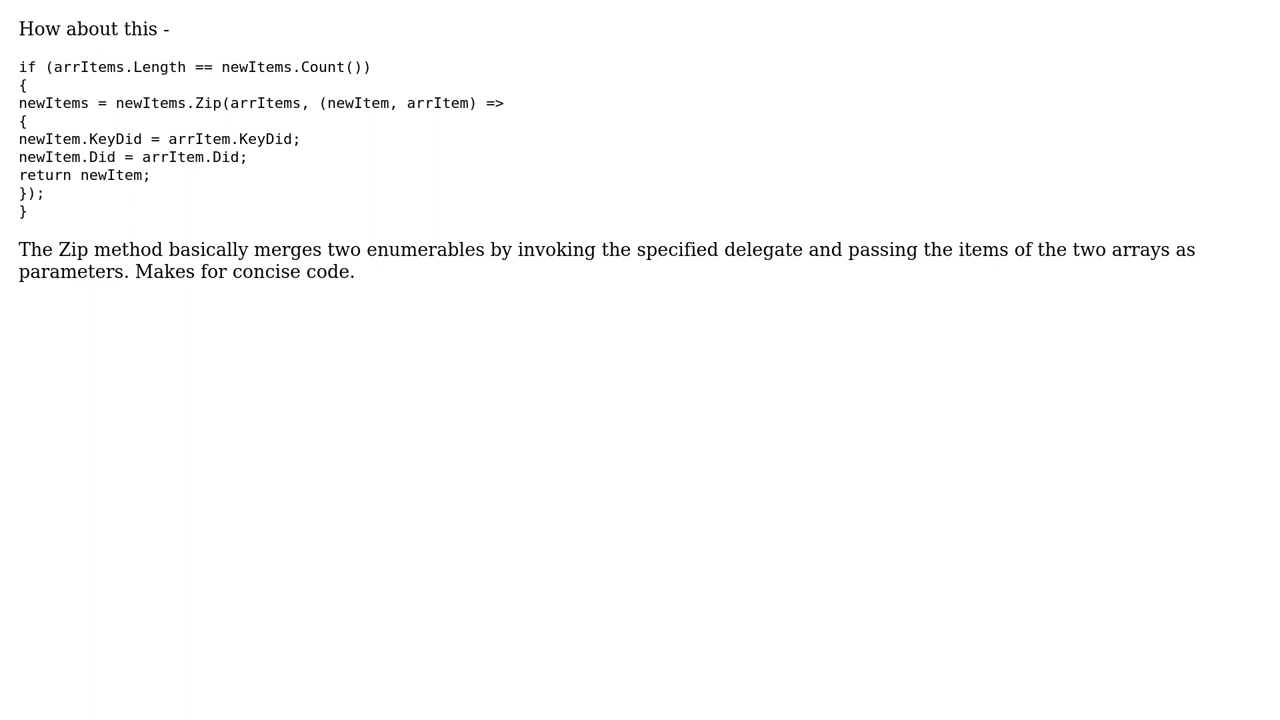 How about this -
if (arrItems.Length == newItems.Count())
{
newItems = newItems.Zip(arrItems, (newItem, arrItem) =>
{
newItem.KeyDid = arrItem.KeyDid;
newItem.Did = arrItem.Did;
return newItem;
});
}
The Zip method basically merges two enumerables by invoking the specified delegate and passing the items of the two arrays as
parameters. Makes for concise code.